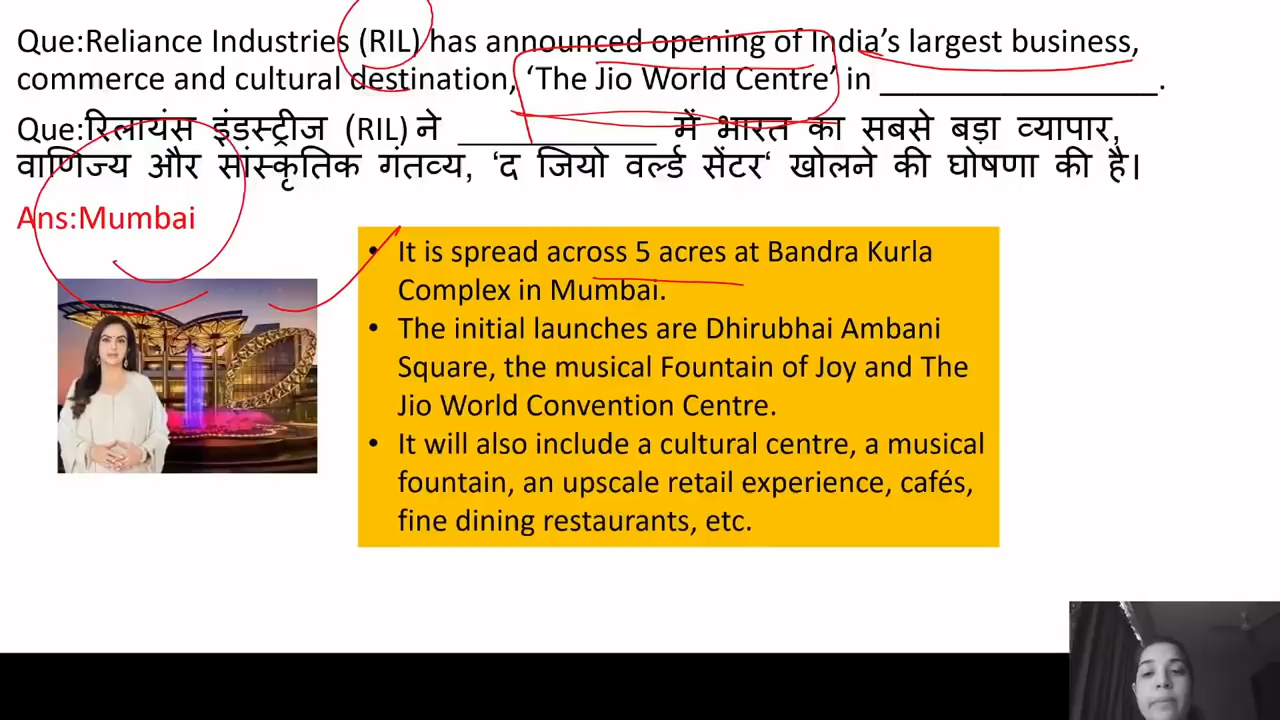 Que:Reliance Industries (RIL) has announced opening of India's largest business,
commerce and cultural destination, ‘The Jio World Centre’ in __________________.
Que:रिलायंस इंडस्ट्रीज (RIL) ने _____________ में भारत का सबसे बड़ा व्यापार,
वाणिज्य और सांस्कृतिक गंतव्य, ‘द जियो वर्ल्ड सेंटर‘ खोलने की घोषणा की है।
Ans:Mumbai
• It is spread across 5 acres at Bandra Kurla
Complex in Mumbai.
• The initial launches are Dhirubhai Ambani
Square, the musical Fountain of Joy and The
Jio World Convention Centre.
• It will also include a cultural centre, a musical
fountain, an upscale retail experience, cafés,
fine dining restaurants, etc.